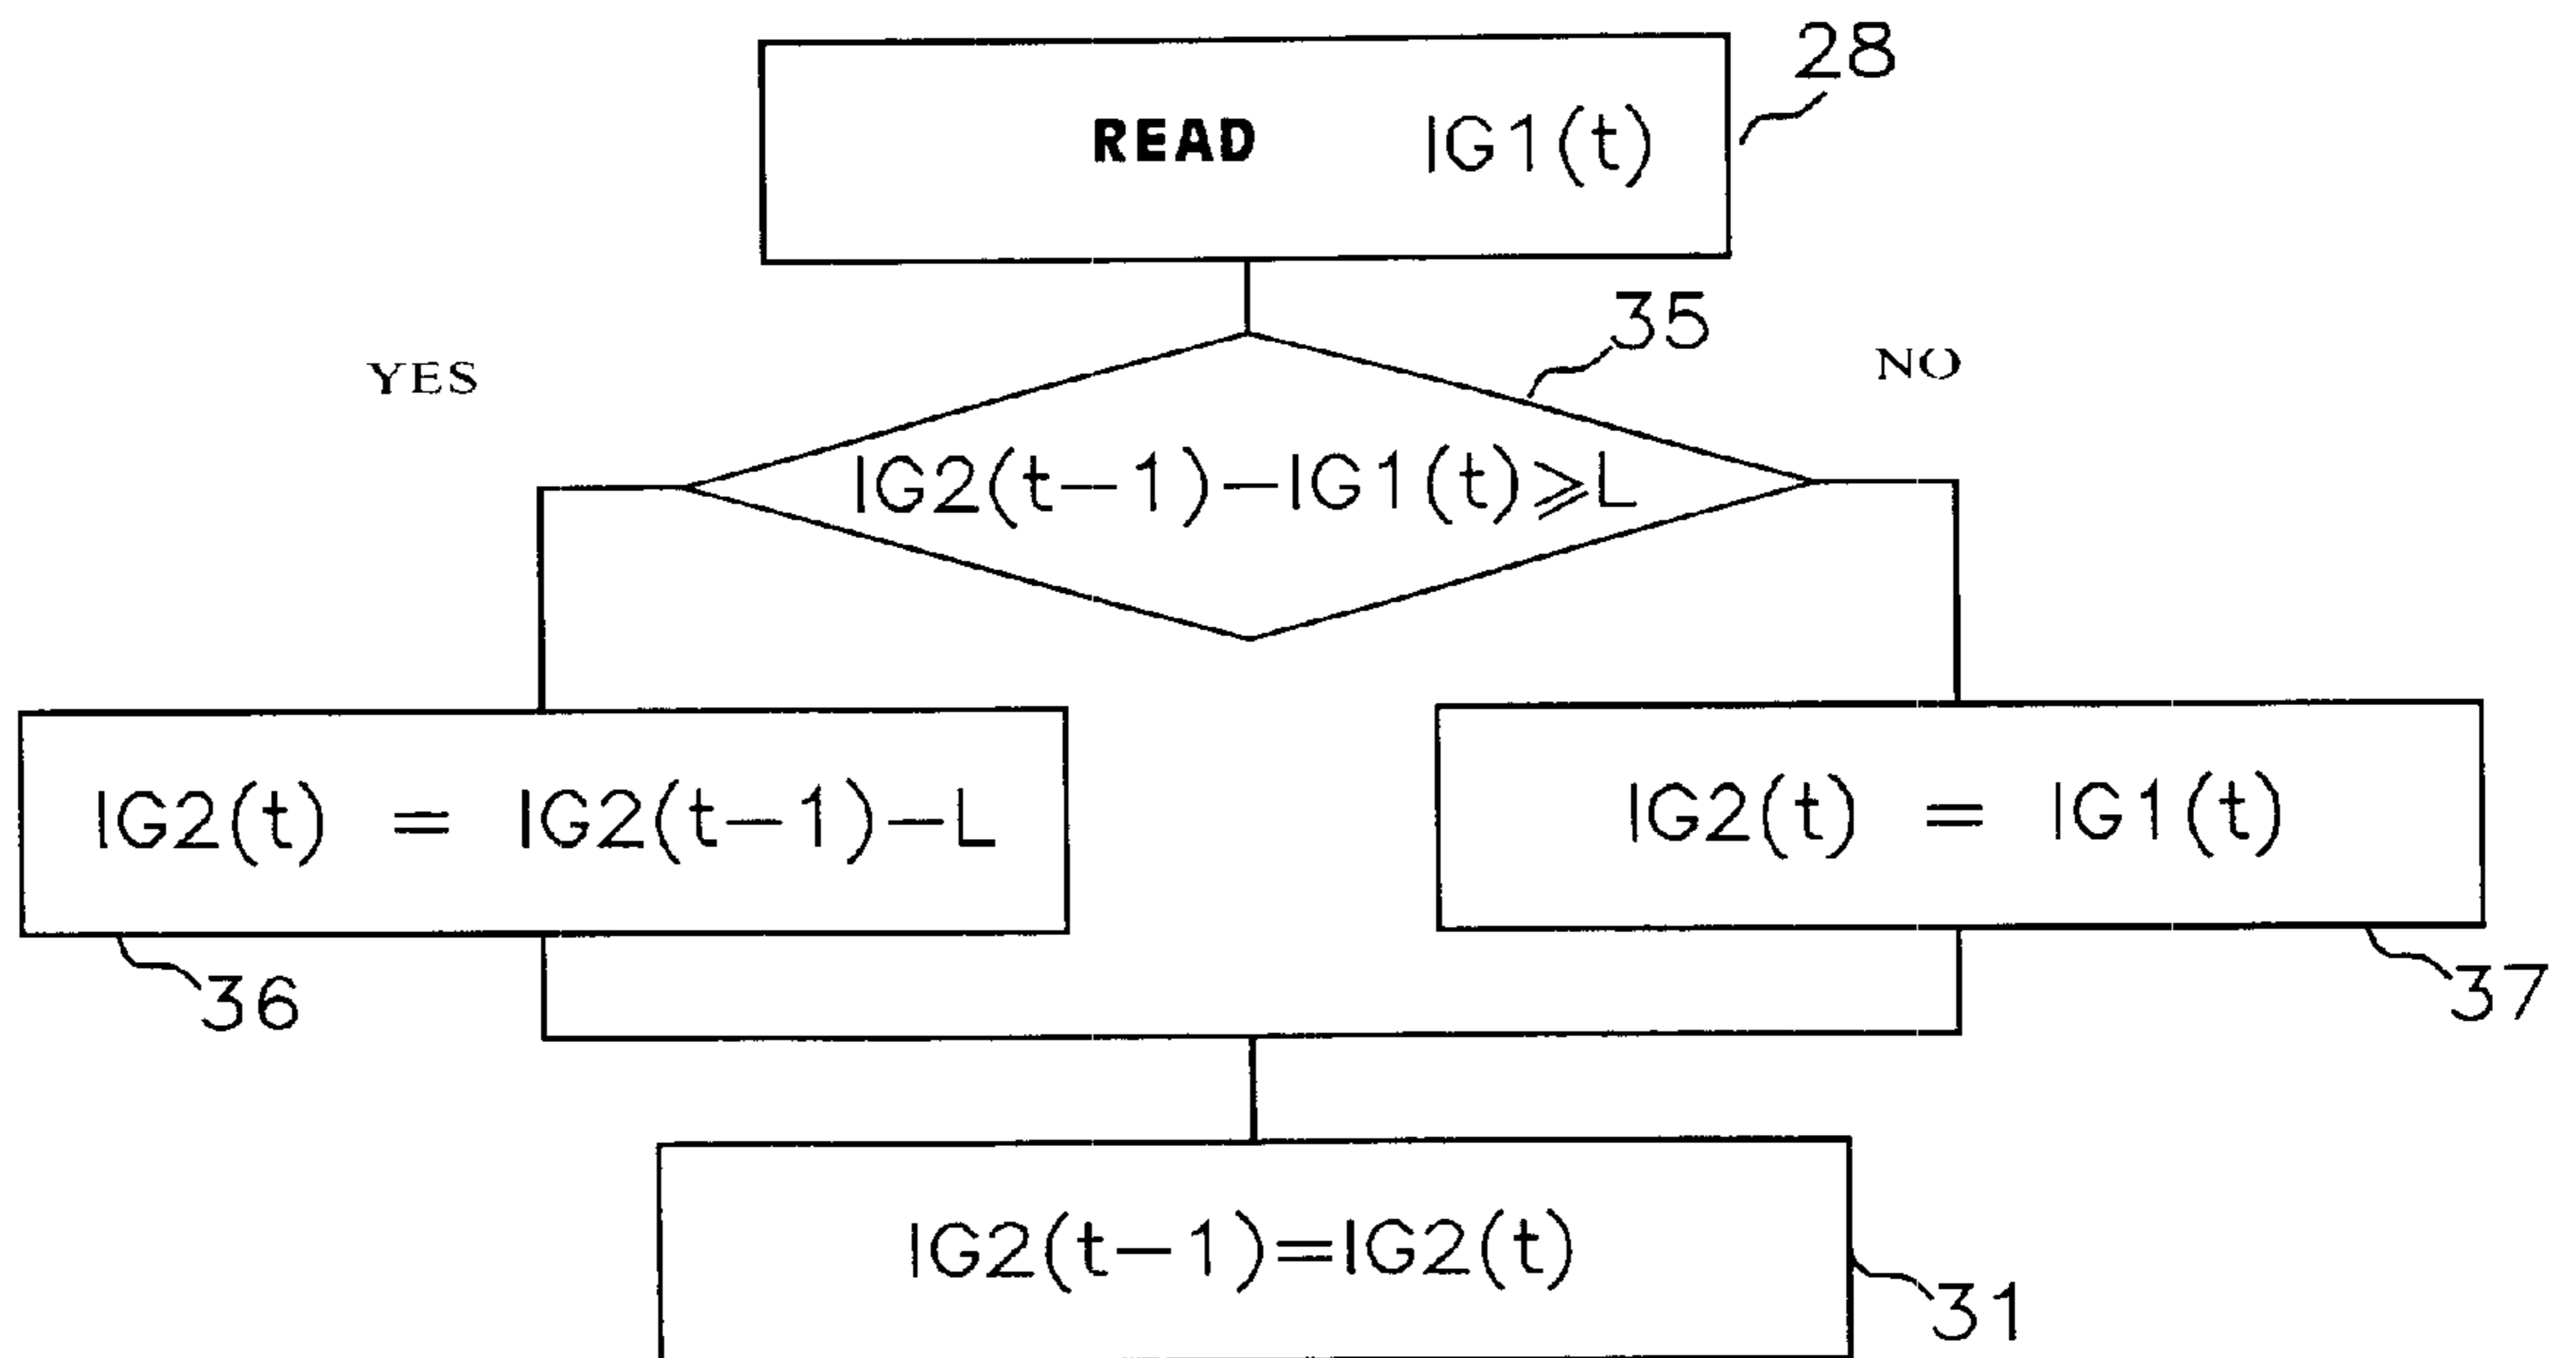 28
READ IG1(t)
35
YES
NO
IG2(t-1)-IG1(t)⩾L
IG2(t) = IG2(t-1)-L
IG2(t) = IG1(t)
36
37
IG2(t-1)=IG2(t)
31